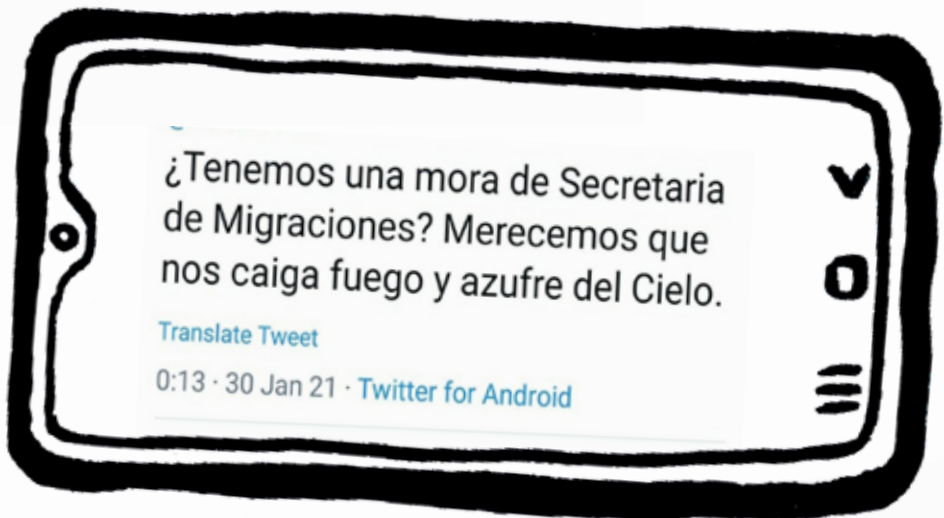 ¿Tenemos una mora de Secretaria
de Migraciones? Merecemos que
nos caiga fuego y azufre del Cielo.
Translate Tweet
0:13 · 30 Jan 21 · Twitter for Android